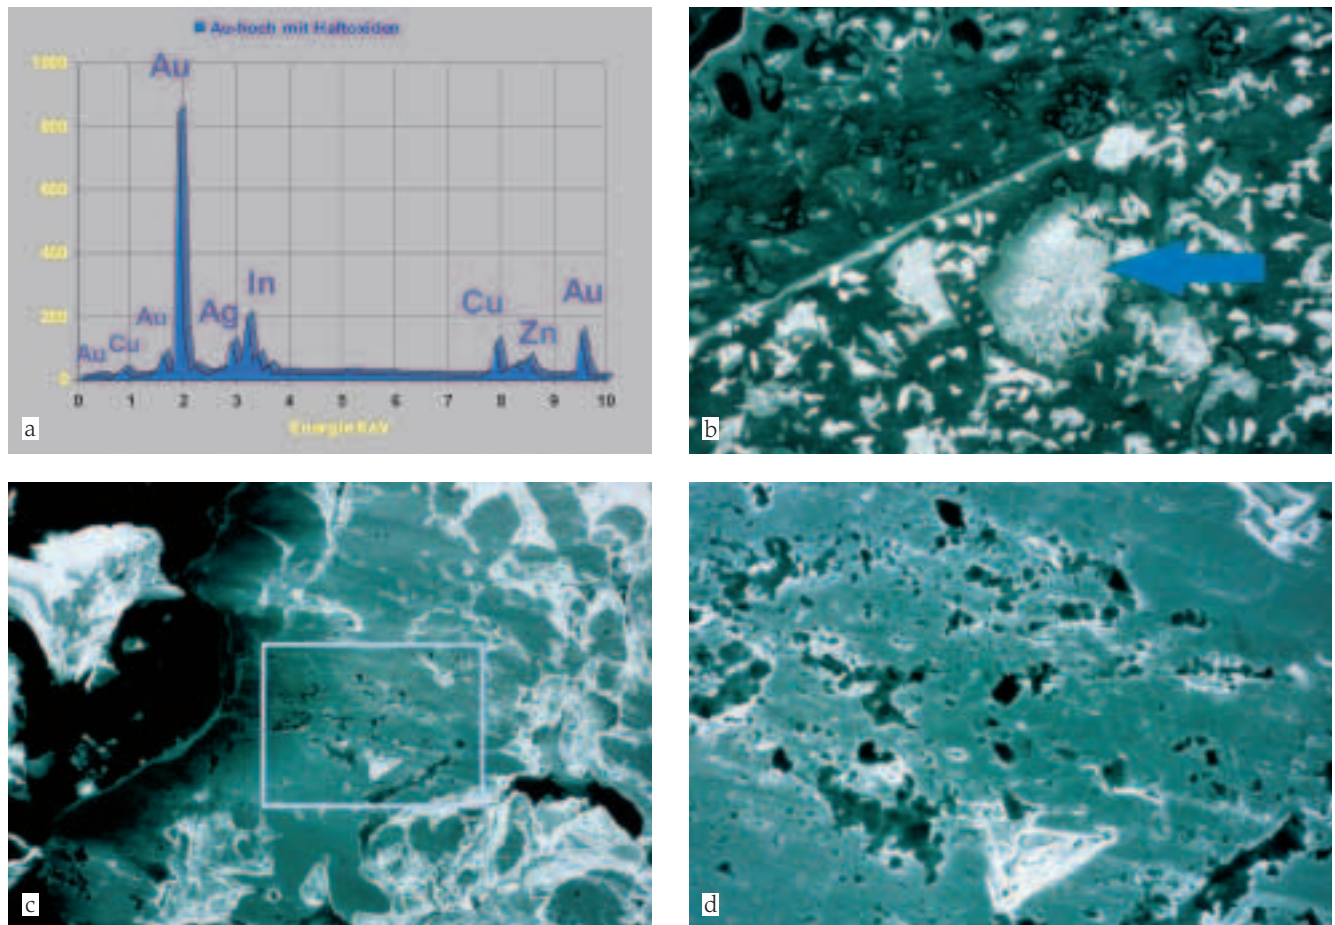 Au-hoch mit Haftoxiden
1000
800
600
400
200
0
Au
Au
Cu
Au
Ag
In
Cu
Zn
Au
0 1 2 3 4 5 6 7 8 9 10
Energie KeV
a
b
c
d